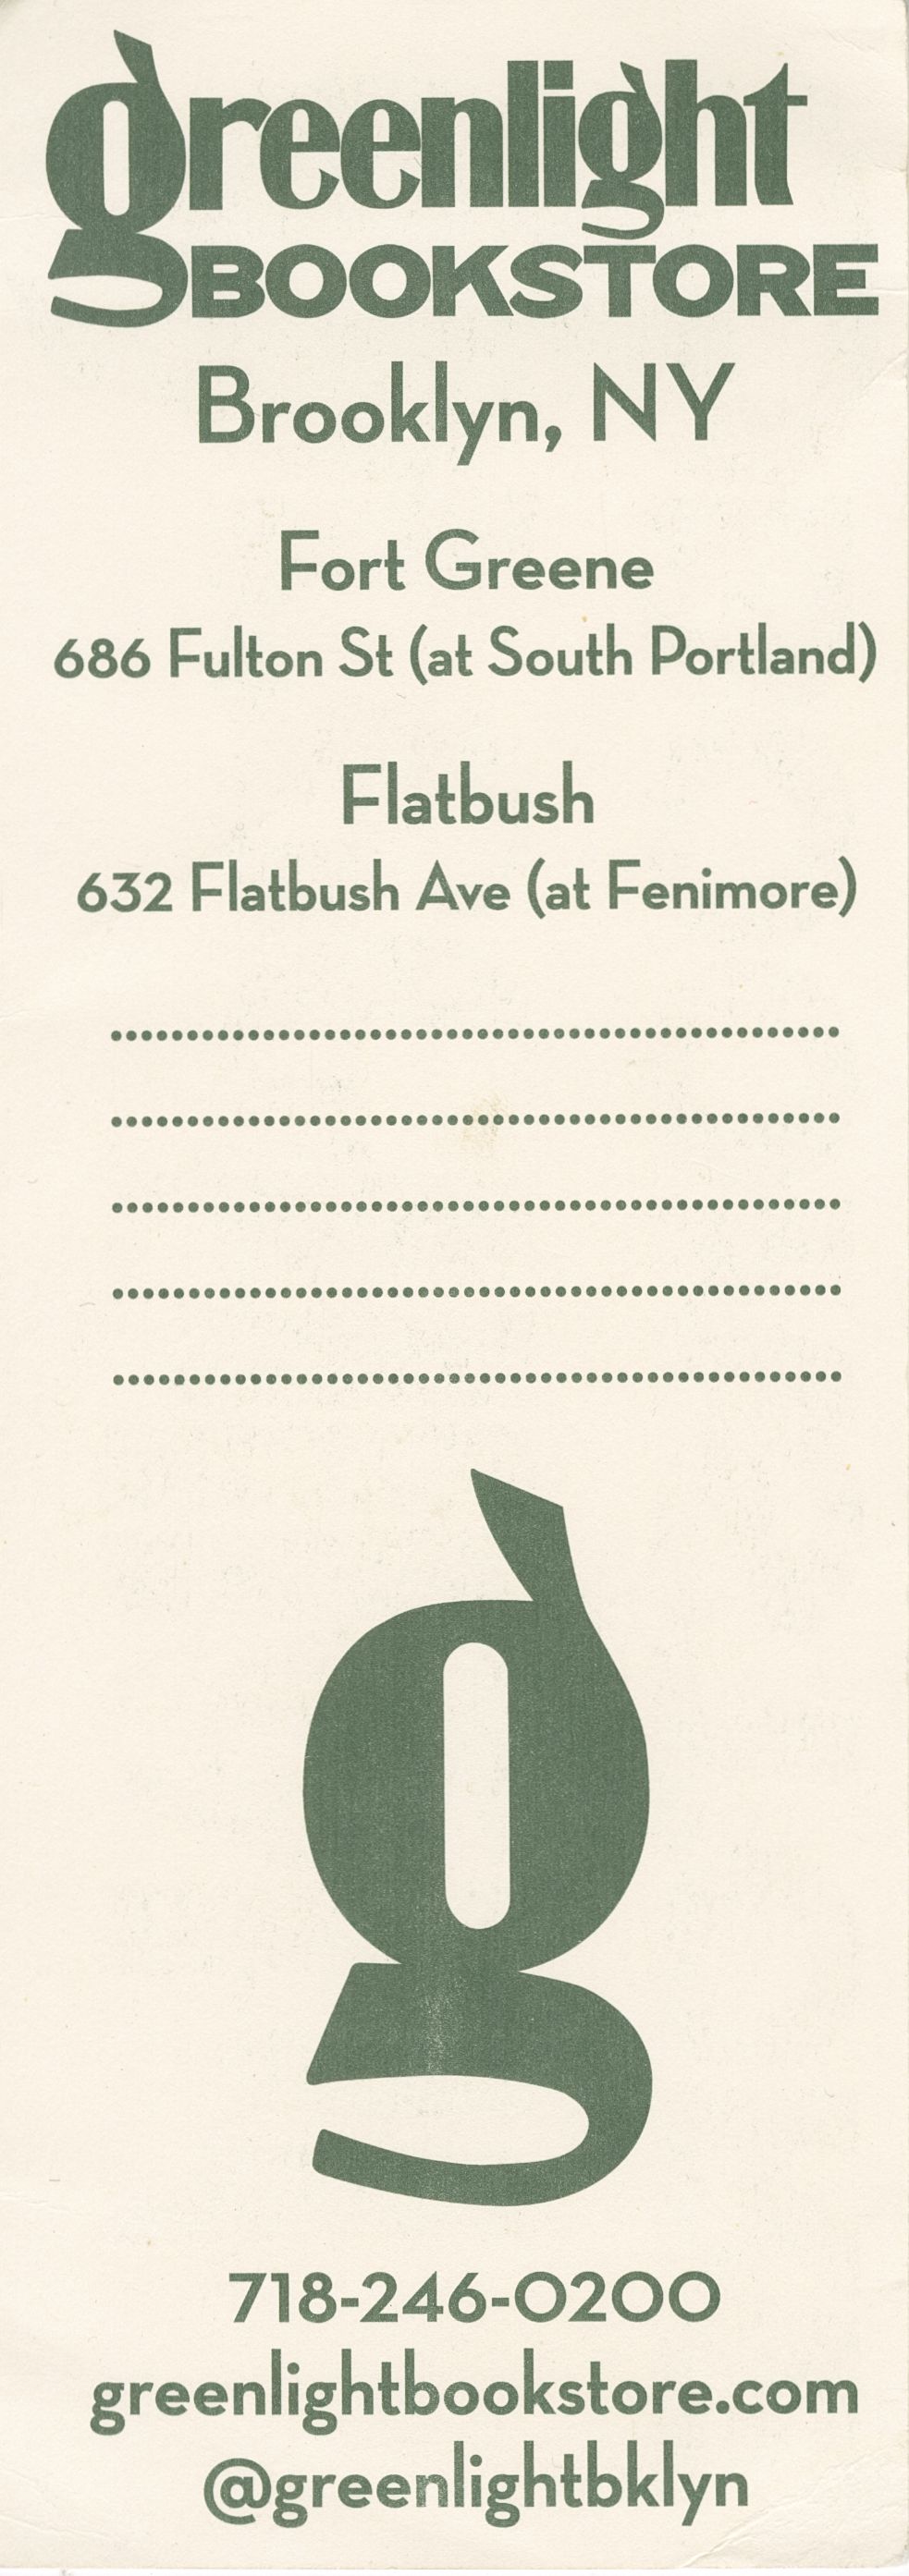 greenlight
BOOKSTORE
Brooklyn, NY
Fort Greene
686 Fulton St (at South Portland)
Flatbush
632 Flatbush Ave (at Fenimore)
g
718-246-0200
greenlightbookstore.com
@greenlightbklyn